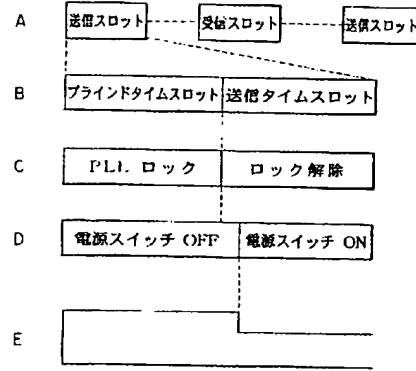 A 送信スロット 受信スロット 送信スロット
B ブラインドタイムスロット 送信タイムスロット
C PLL ロック ロック解除
D 電源スイッチ OFF 電源スイッチ ON
E